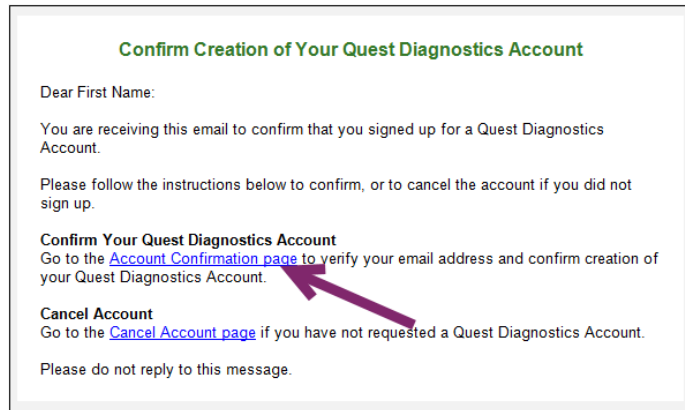 Confirm Creation of Your Quest Diagnostics Account
Dear First Name:
You are receiving this email to confirm that you signed up for a Quest Diagnostics
Account.
Please follow the instructions below to confirm, or to cancel the account if you did not
sign up.
Confirm Your Quest Diagnostics Account
Go to the Account Confirmation page to verify your email address and confirm creation of
your Quest Diagnostics Account.
Cancel Account
Go to the Cancel Account page if you have not requested a Quest Diagnostics Account.
Please do not reply to this message.